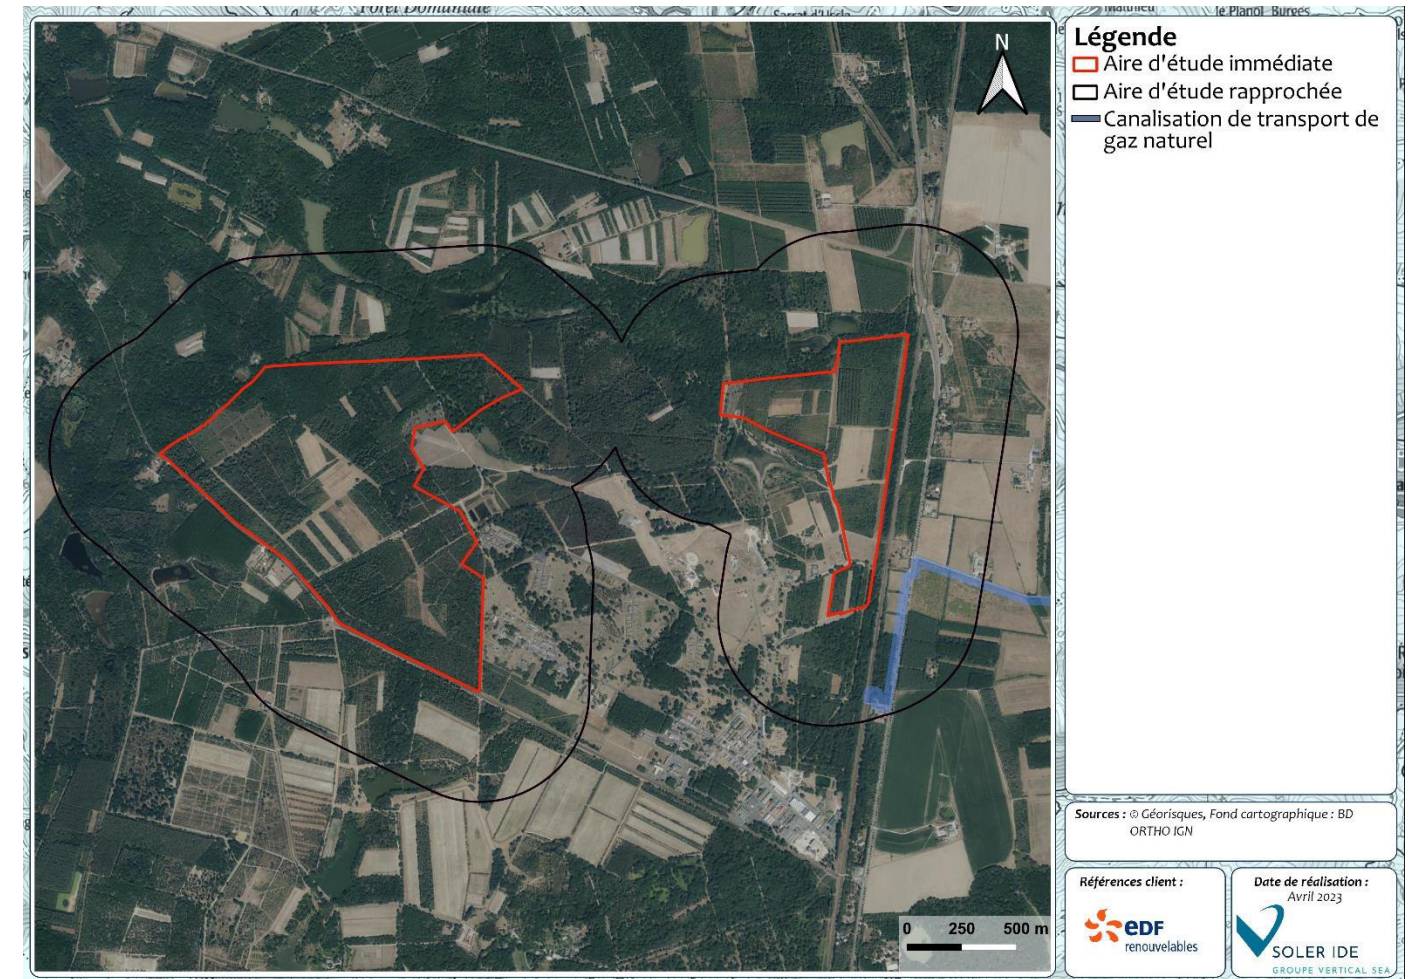 Forêt Domaniale
Sarrat d'Urcla
le Planol Burges
N
Légende
Aire d'étude immédiate
Aire d'étude rapprochée
Canalisation de transport de
gaz naturel
Sources : © Géorisques, Fond cartographique : BD
ORTHO IGN
Références client :
eDF
renouvelables
Date de réalisation :
Avril 2023
SOLER IDE
GROUPE VERTICAL SEA
0 250 500 m